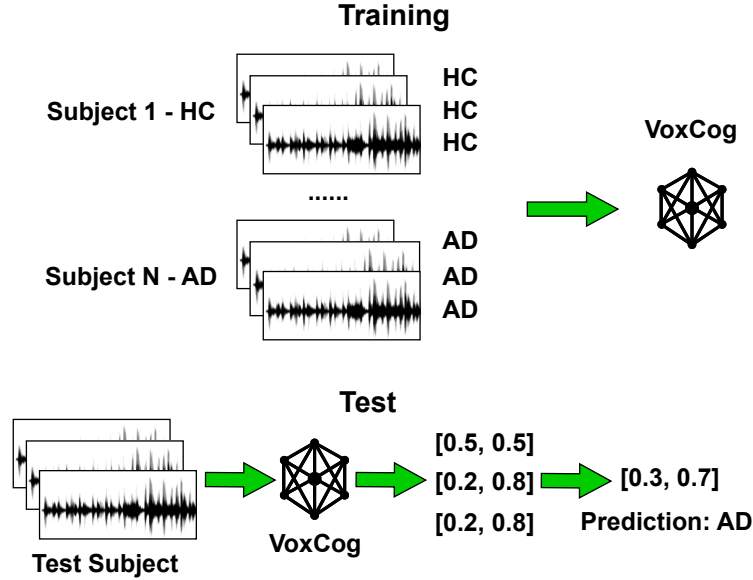 Training
Subject 1 - HC
HC
HC
HC
VoxCog
......
Subject N - AD
AD
AD
AD
Test
[0.5, 0.5]
[0.2, 0.8]
[0.2, 0.8]
[0.3, 0.7]
Prediction: AD
VoxCog
Test Subject